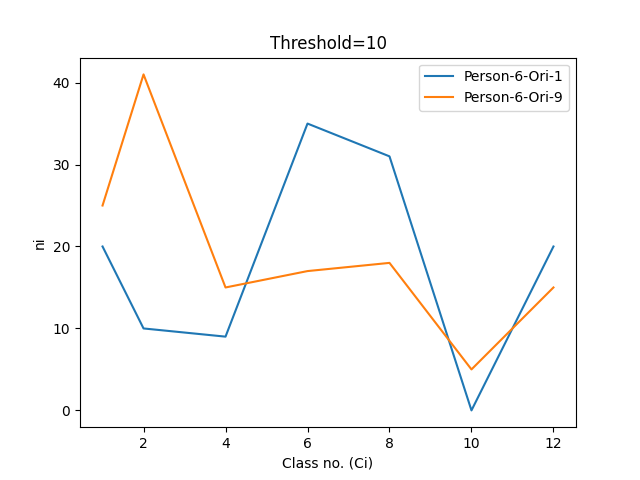 Threshold=10
Person-6-Ori-1
Person-6-Ori-9
40
30
20
10
0
ni
2 4 6 8 10 12
Class no. (Ci)